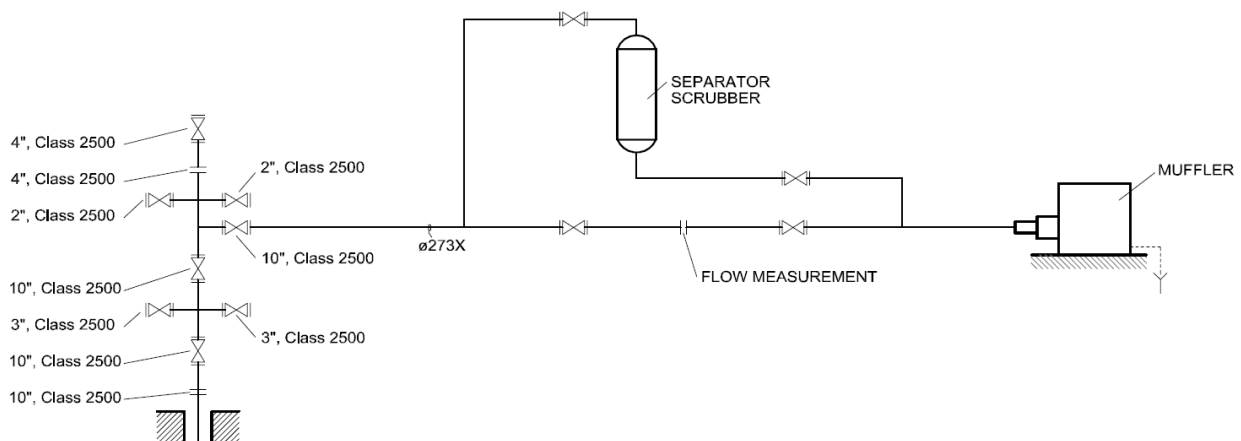 SEPARATOR
SCRUBBER
4", Class 2500
4", Class 2500
2", Class 2500
2", Class 2500
MUFFLER
ø273X
10", Class 2500
10", Class 2500
FLOW MEASUREMENT
3", Class 2500
3", Class 2500
10", Class 2500
10", Class 2500